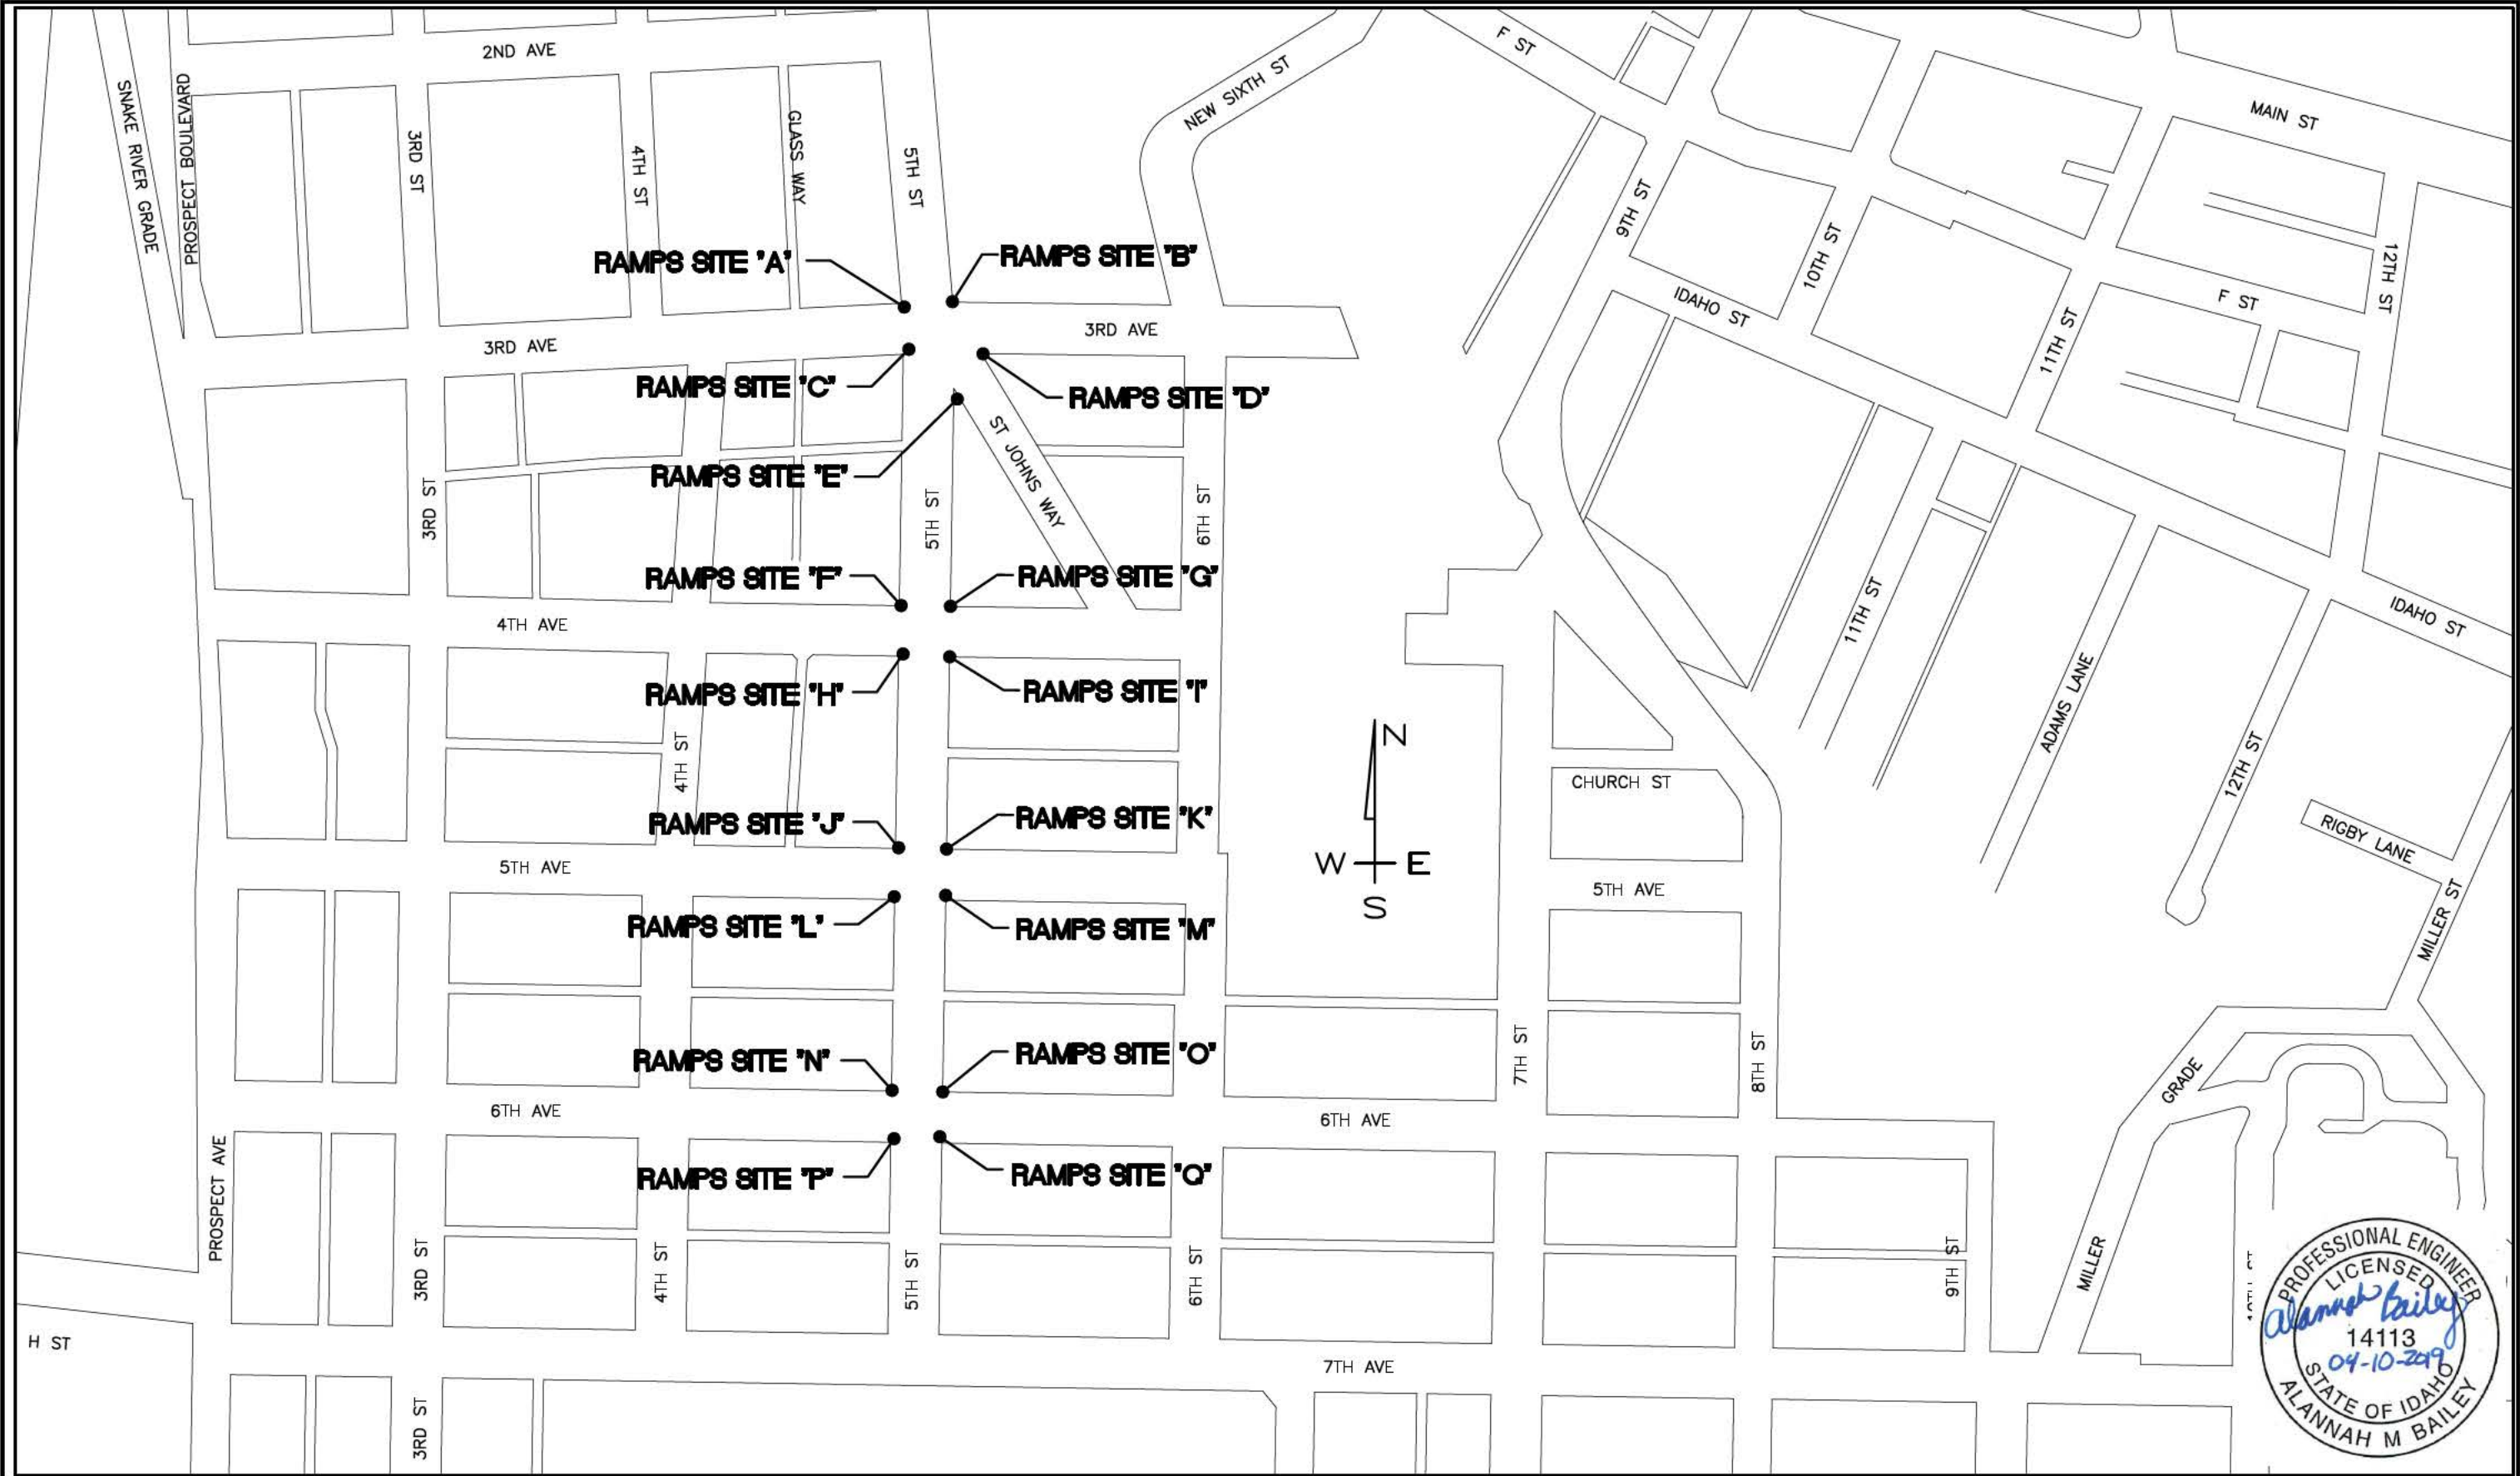 2ND AVE
F ST
NEW SIXTH ST
SNAKE RIVER GRADE
PROSPECT BOULEVARD
3RD ST
4TH ST
GLASS WAY
5TH ST
MAIN ST
9TH ST
10TH ST
12TH ST
RAMPS SITE "A"
RAMPS SITE "B"
IDAHO ST
F ST
11TH ST
3RD AVE
3RD AVE
RAMPS SITE "C"
RAMPS SITE "D"
ST JOHNS WAY
RAMPS SITE "E"
3RD ST
5TH ST
6TH ST
RAMPS SITE "F"
RAMPS SITE "G"
4TH AVE
11TH ST
IDAHO ST
RAMPS SITE "H"
RAMPS SITE "I"
ADAMS LANE
4TH ST
N
12TH ST
CHURCH ST
RAMPS SITE "J"
RAMPS SITE "K"
RIGBY LANE
W E
5TH AVE
5TH AVE
S
RAMPS SITE "L"
RAMPS SITE "M"
MILLER ST
RAMPS SITE "N"
RAMPS SITE "O"
7TH ST
8TH ST
GRADE
6TH AVE
6TH AVE
PROSPECT AVE
RAMPS SITE "P"
RAMPS SITE "Q"
3RD ST
4TH ST
5TH ST
6TH ST
9TH ST
MILLER
H ST
7TH AVE
3RD ST
PROFESSIONAL ENGINEER
LICENSED
Alannah Bailey
14113
04-10-2019
STATE OF IDAHO
ALANNAH M BAILEY